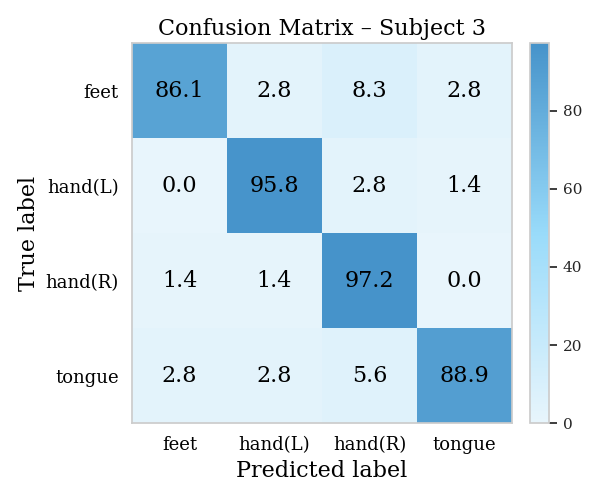 Confusion Matrix – Subject 3
True label
feet 86.1 2.8 8.3 2.8
hand(L) 0.0 95.8 2.8 1.4
hand(R) 1.4 1.4 97.2 0.0
tongue 2.8 2.8 5.6 88.9
feet hand(L) hand(R) tongue
Predicted label
80
60
40
20
0